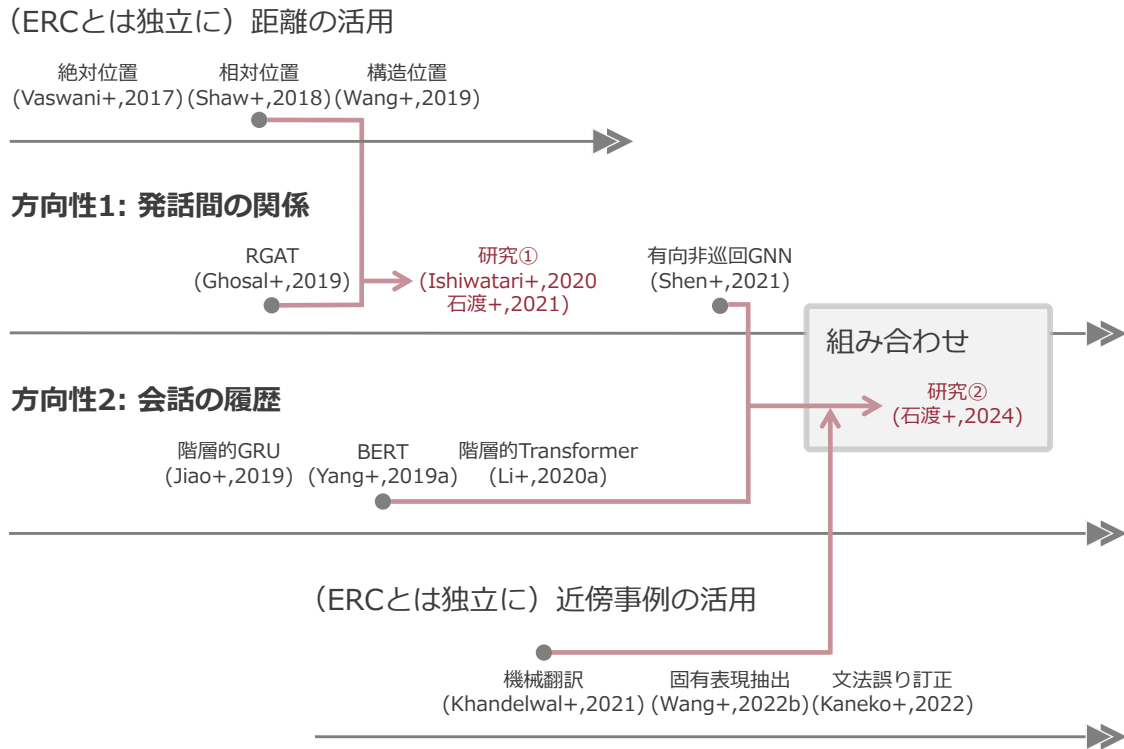 （ERCとは独立に）距離の活用
絶対位置
(Vaswani+,2017)
相対位置
(Shaw+,2018)
構造位置
(Wang+,2019)
方向性1: 発話間の関係
RGAT
(Ghosal+,2019)
研究①
(Ishiwatari+,2020
石渡+,2021)
有向非巡回GNN
(Shen+,2021)
組み合わせ
研究②
(石渡+,2024)
方向性2: 会話の履歴
階層的GRU
(Jiao+,2019)
BERT
(Yang+,2019a)
階層的Transformer
(Li+,2020a)
（ERCとは独立に）近傍事例の活用
機械翻訳
(Khandelwal+,2021)
固有表現抽出
(Wang+,2022b)
文法誤り訂正
(Kaneko+,2022)